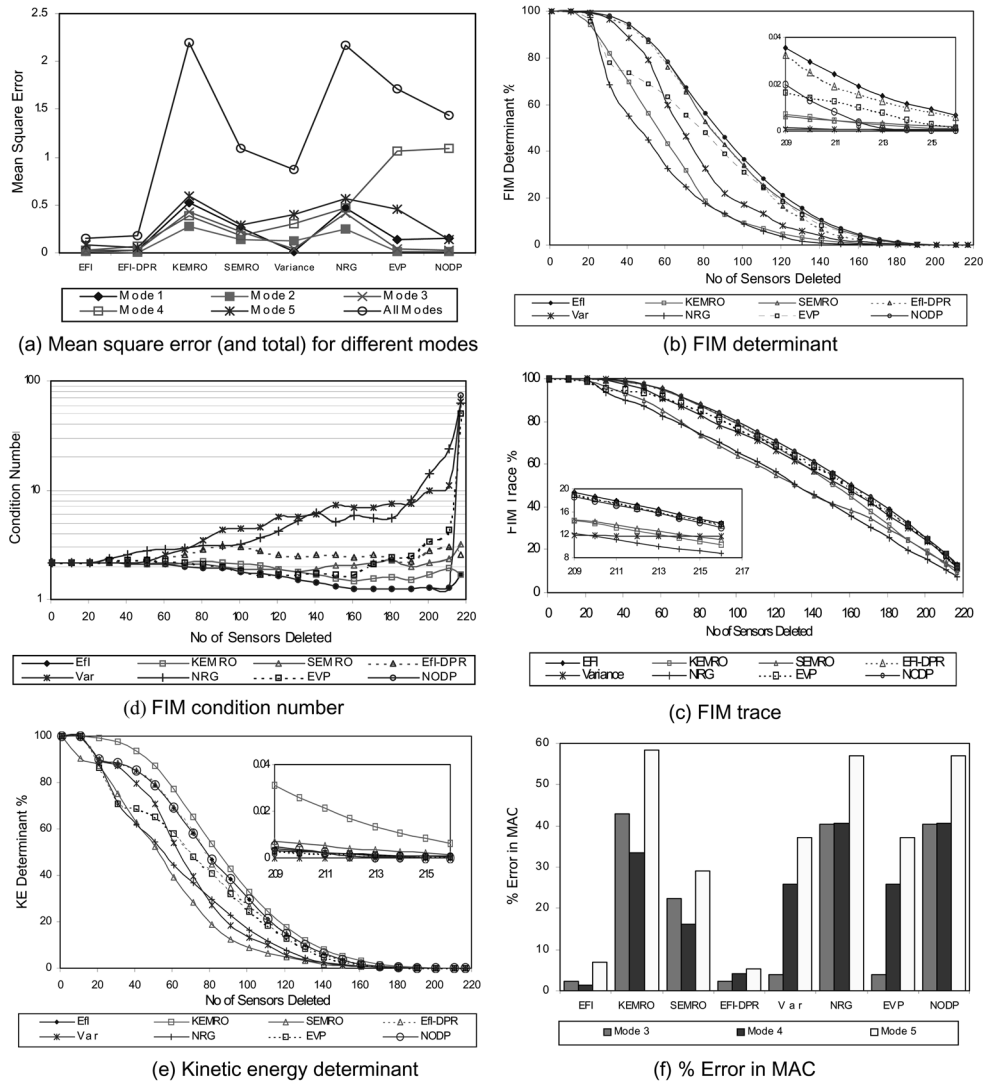 2.5
2
1.5
1
0.5
0
Mean Square Error
EFI EFI-DPR KEMRO SEMRO Variance NRG EVP NODP
Mode 1 Mode 2 Mode 3
Mode 4 Mode 5 All Modes
(a) Mean square error (and total) for different modes
100
80
60
40
20
0
FIM Determinant %
0.04
0.02
0
209 211 213 215
0 20 40 60 80 100 120 140 160 180 200 220
No of Sensors Deleted
EfI KEMRO SEMRO EfI-DPR
Var NRG EVP NODP
(b) FIM determinant
100
10
1
Condition Number
0 20 40 60 80 100 120 140 160 180 200 220
No of Sensors Deleted
EfI KEMRO SEMRO EfI-DPR
Var NRG EVP NODP
(d) FIM condition number
100
80
60
40
20
0
FIM Trace %
20
16
12
8
209 211 213 215 217
0 20 40 60 80 100 120 140 160 180 200 220
No of Sensors Deleted
EFI KEMRO SEMRO EFI-DPR
Variance NRG EVP NODP
(c) FIM trace
100
80
60
40
20
0
KE Determinant %
0.04
0.02
0
209 211 213 215
0 20 40 60 80 100 120 140 160 180 200 220
No of Sensors Deleted
EfI KEMRO SEMRO EfI-DPR
Var NRG EVP NODP
(e) Kinetic energy determinant
60
50
40
30
20
10
0
% Error in MAC
EFI KEMRO SEMRO EFI-DPR Var NRG EVP NODP
Mode 3 Mode 4 Mode 5
(f) % Error in MAC